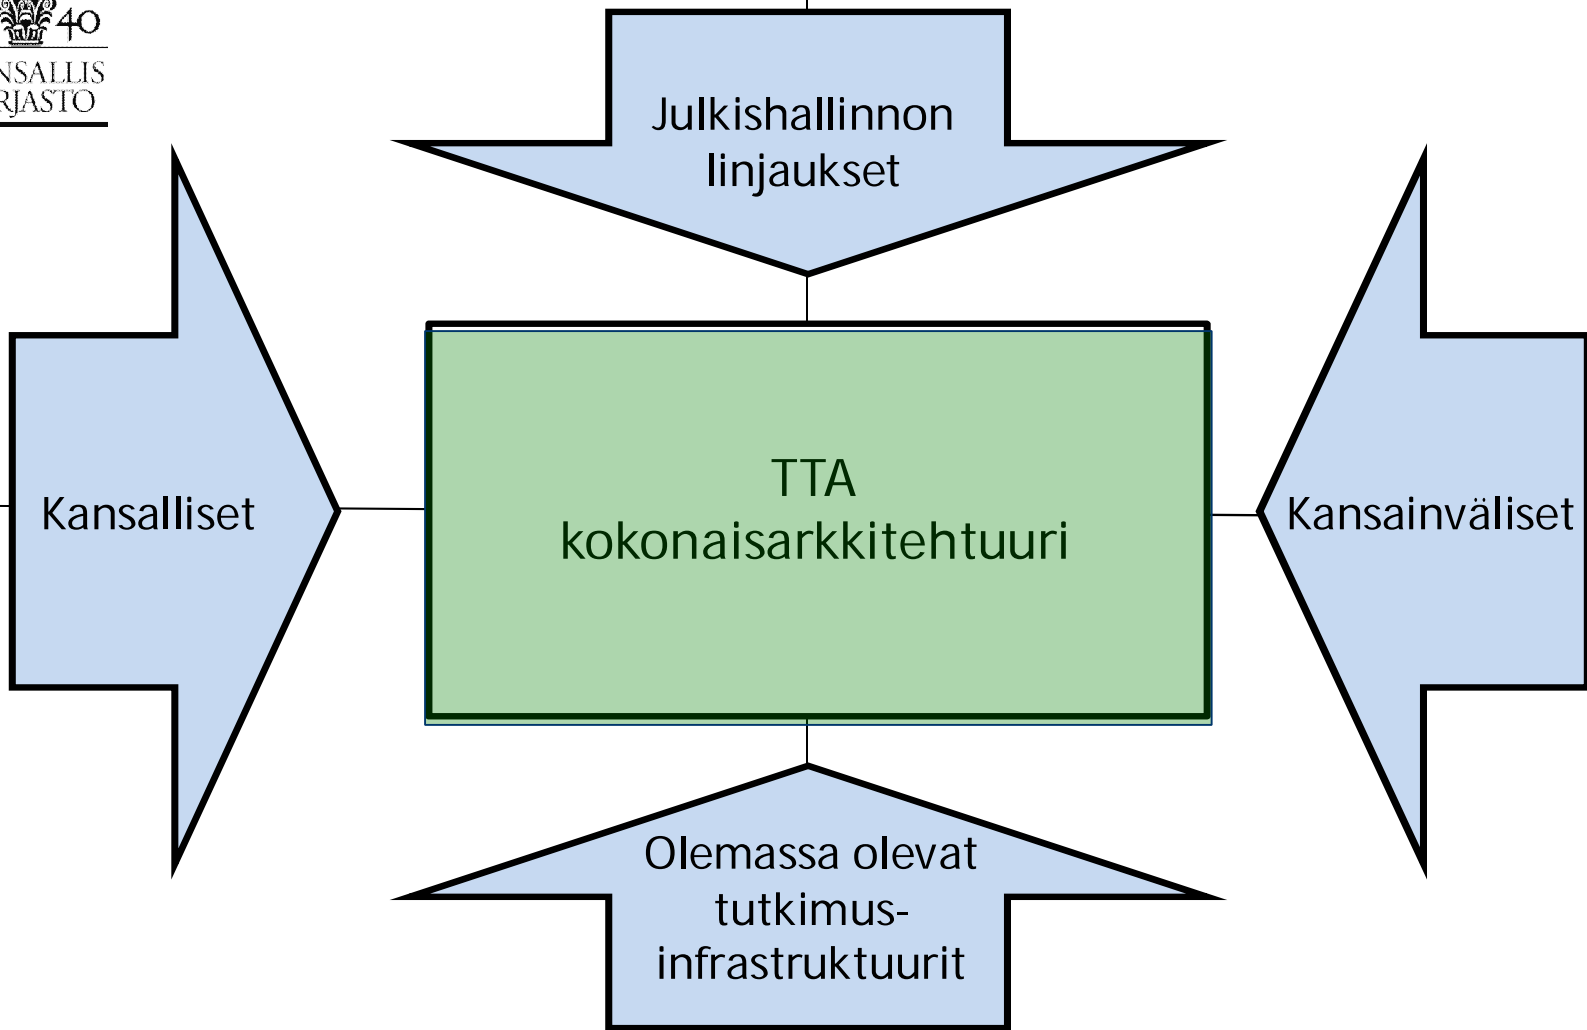 40
NSALLIS
RJASTO
Julkishallinnon
linjaukset
Kansalliset
TTA
kokonaisarkkitehtuuri
Kansainväliset
Olemassa olevat
tutkimus-
infrastruktuurit